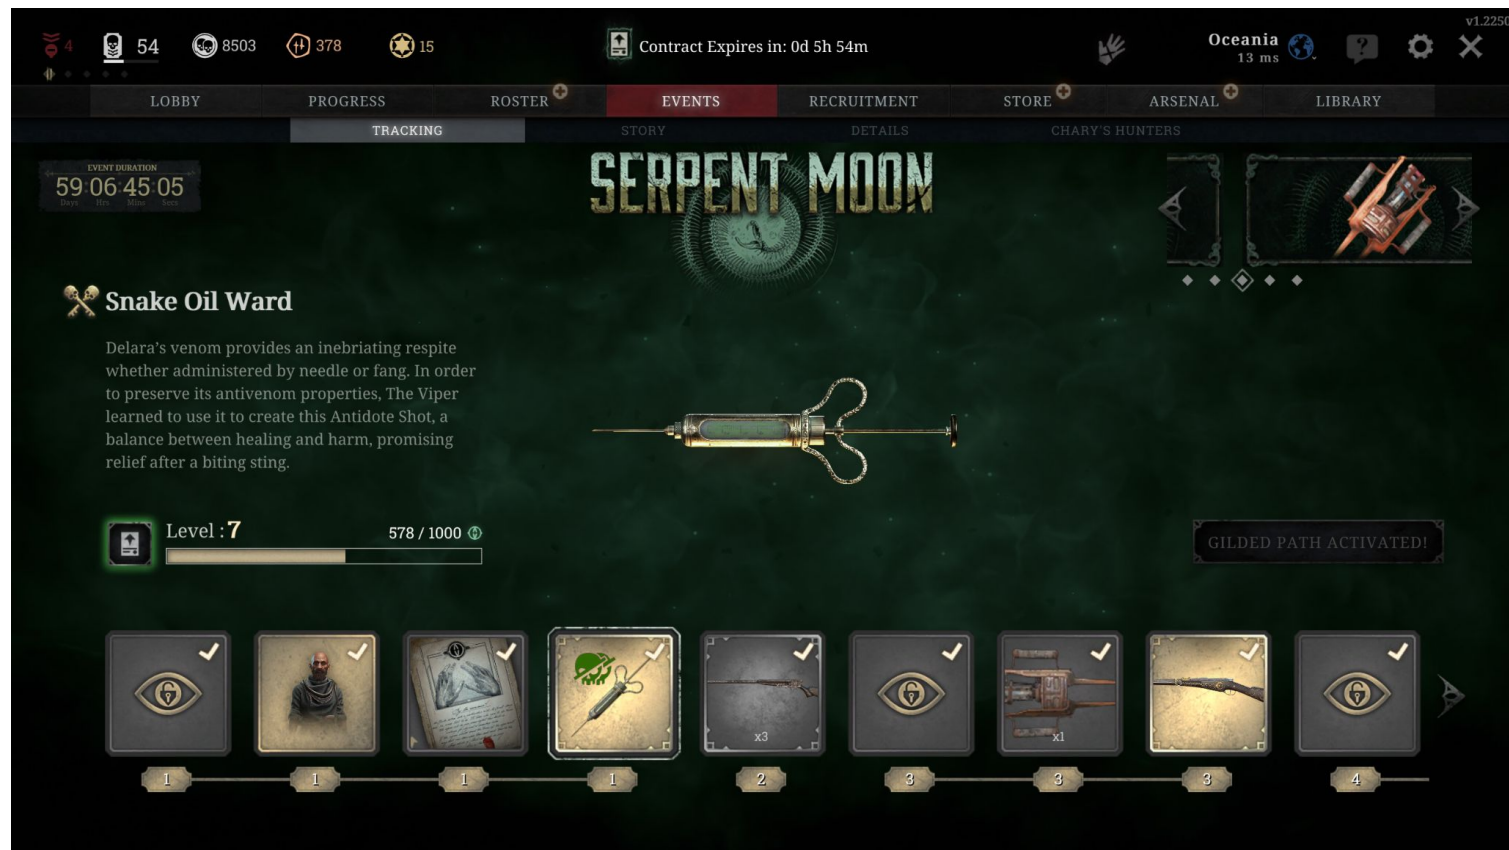 v1.2250
4
54
8503
378
15
Contract Expires in: 0d 5h 54m
Oceania
13 ms
?
LOBBY
PROGRESS
ROSTER
EVENTS
RECRUITMENT
STORE
ARSENAL
LIBRARY
TRACKING
STORY
DETAILS
CHARY'S HUNTERS
EVENT DURATION
59:06:45:05
Days Hrs Mins Secs
SERPENT MOON
Snake Oil Ward
Delara's venom provides an inebriating respite
whether administered by needle or fang. In order
to preserve its antivenom properties, The Viper
learned to use it to create this Antidote Shot, a
balance between healing and harm, promising
relief after a biting sting.
Level : 7
578 / 1000
GILDED PATH ACTIVATED!
x3
x1
1
1
1
1
2
3
3
3
4